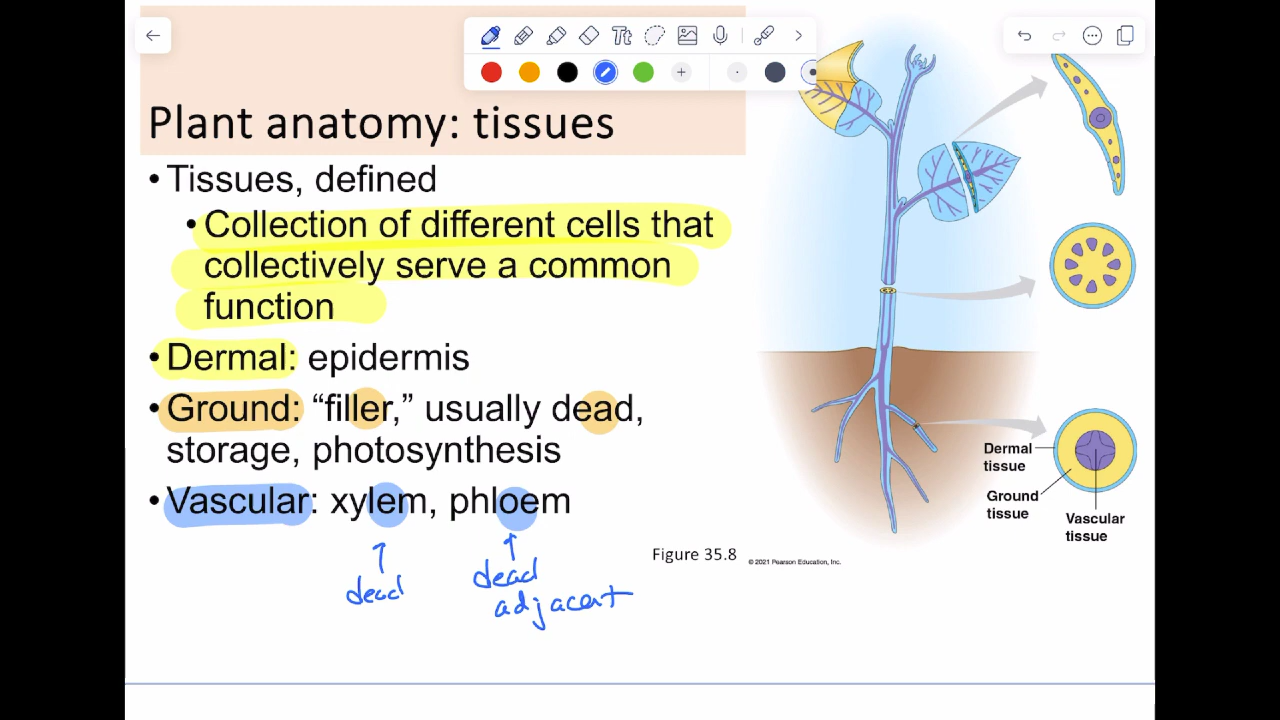 Tt
Plant anatomy: tissues
• Tissues, defined
• Collection of different cells that
collectively serve a common
function
• Dermal: epidermis
• Ground: “filler,” usually dead,
storage, photosynthesis
• Vascular: xylem, phloem
dead
dead
adjacent
Dermal
tissue
Ground
tissue
Vascular
tissue
Figure 35.8
© 2021 Pearson Education, Inc.